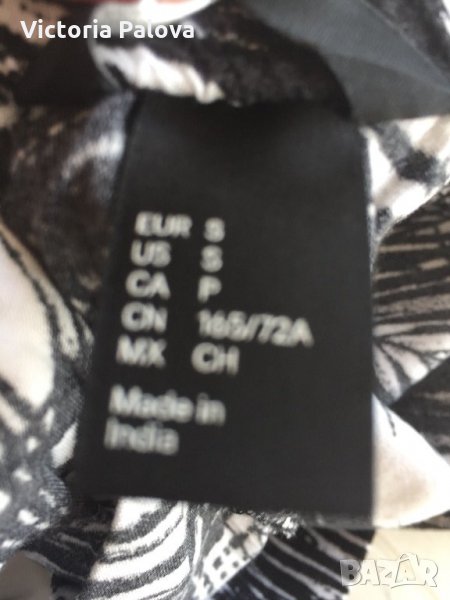 Victoria Palova
EUR S
US S
CA P
CN 165/72A
MX CH
Made in
India
BAZAR